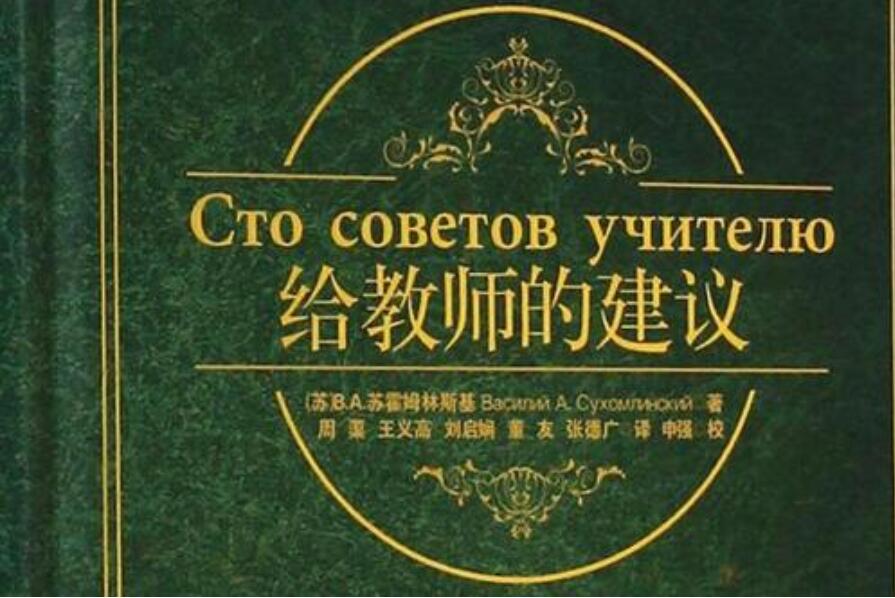 Сто советов учителю
给教师的建议
(苏)B.A.苏霍姆林斯基 Василий А. Сухомлинский 著
周蕖 王义高 刘启娴 董友 张德广 译 申强 校